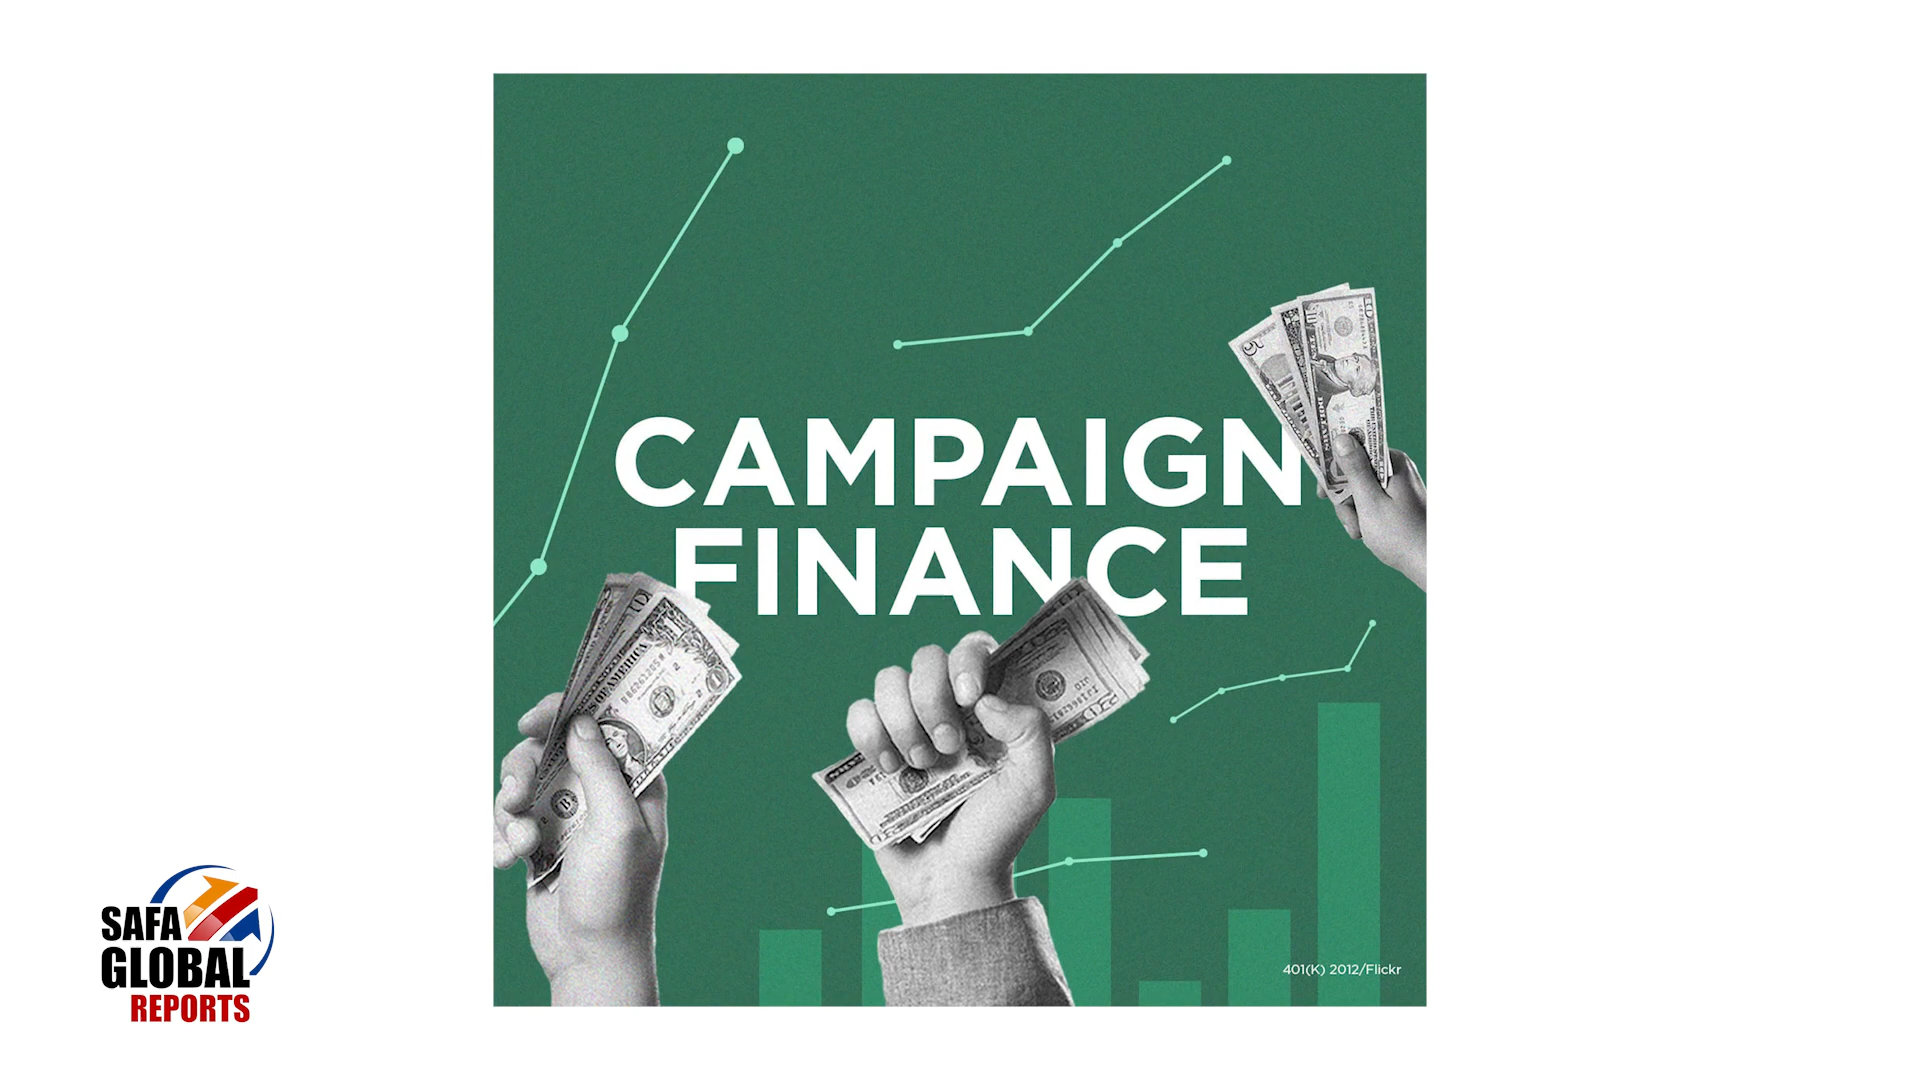 CAMPAIGN
FINANCE
401(K) 2012/Flickr
SAFA
GLOBAL
REPORTS